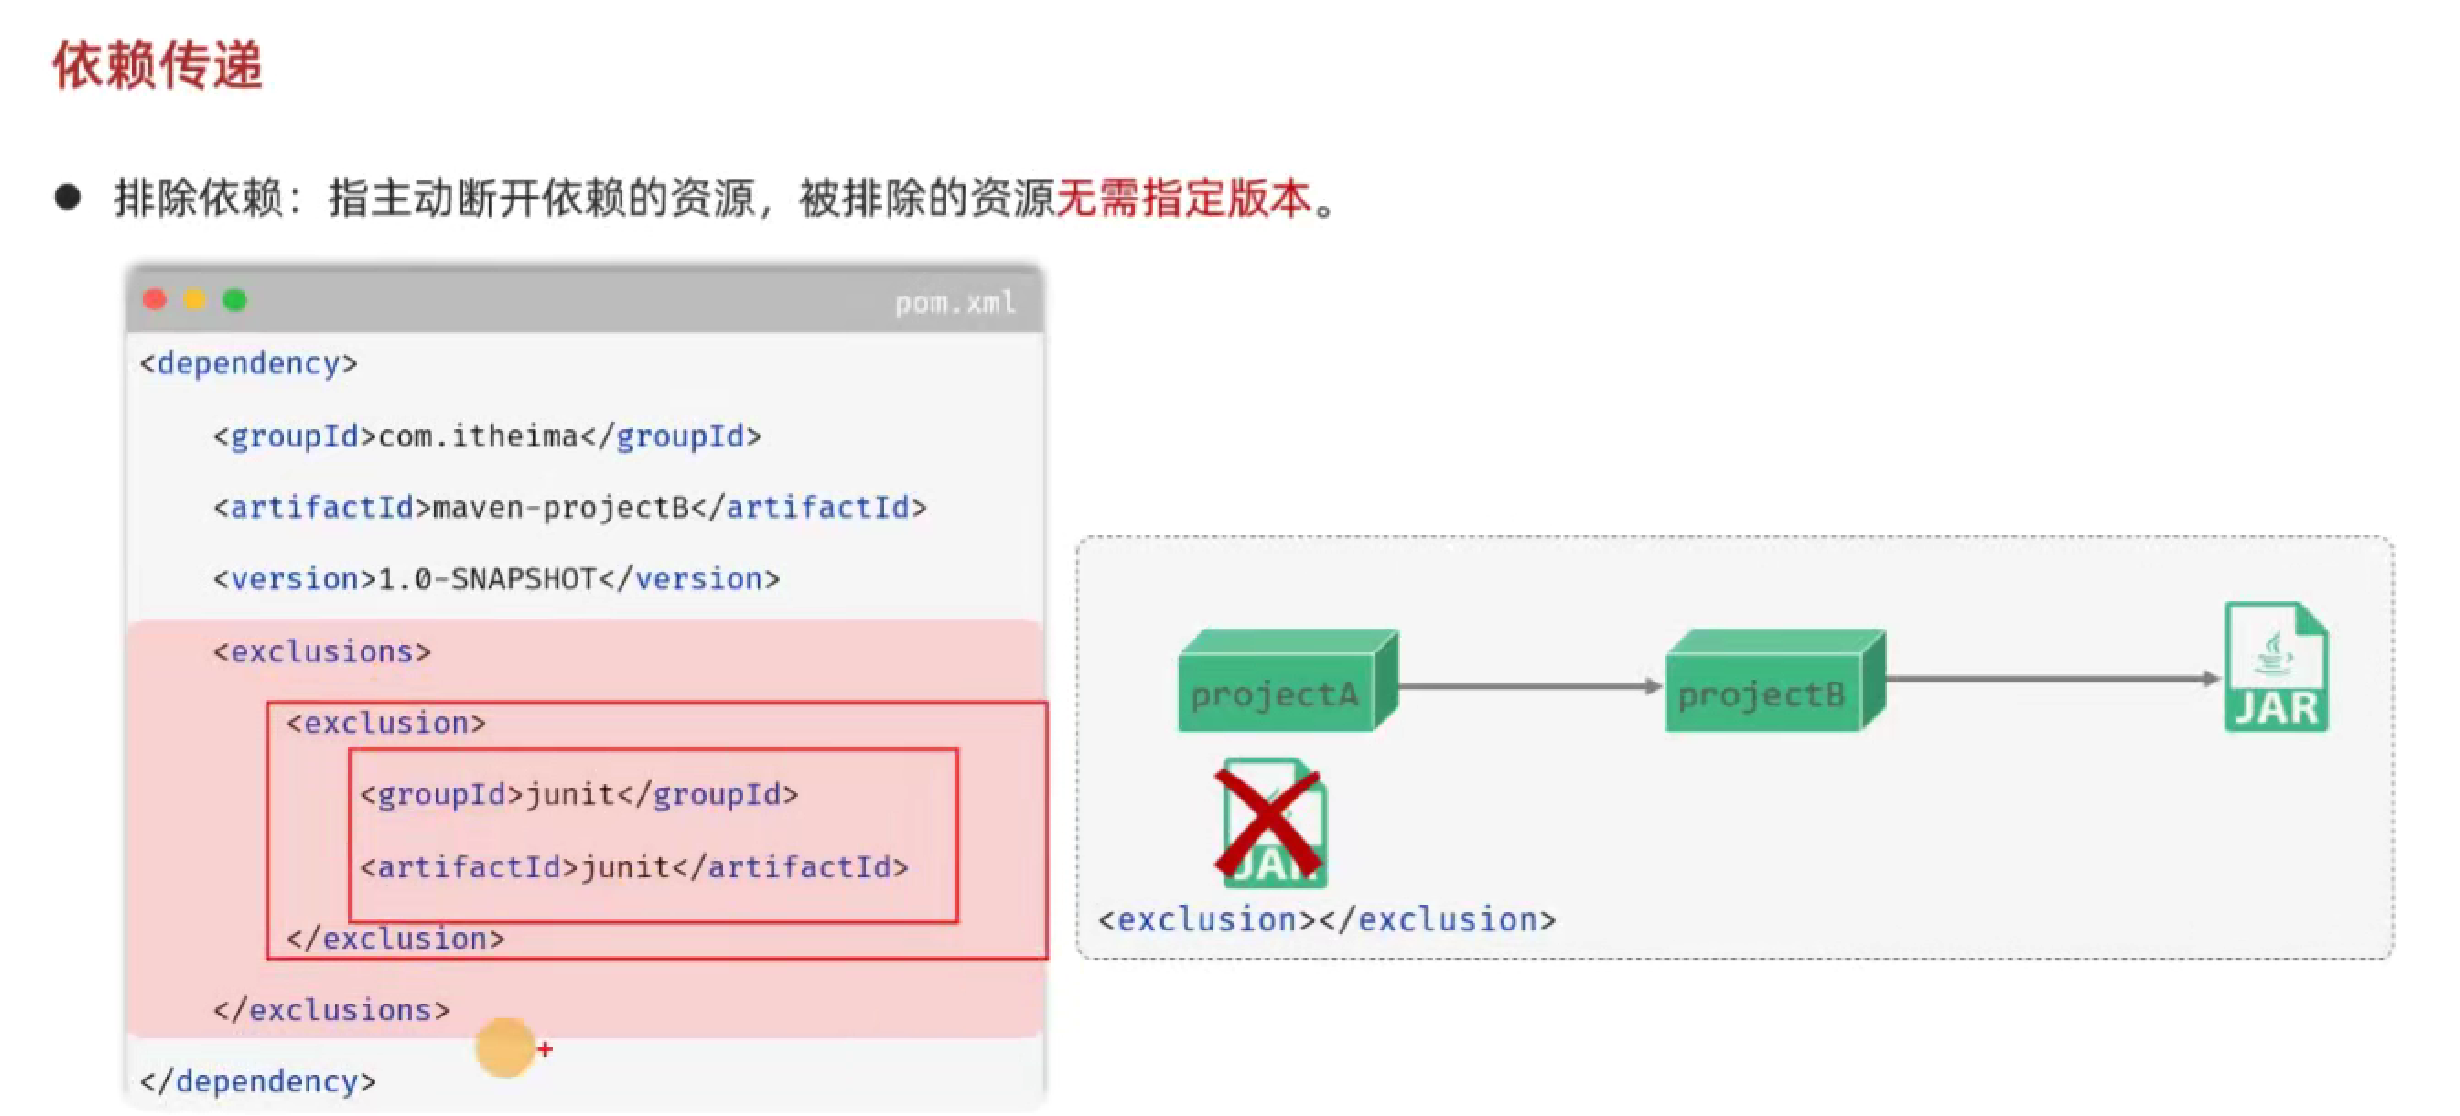 依赖传递
● 排除依赖：指主动断开依赖的资源，被排除的资源无需指定版本。
pom.xml
<dependency>
<groupId>com.itheima</groupId>
<artifactId>maven-projectB</artifactId>
<version>1.0-SNAPSHOT</version>
<exclusions>
<exclusion>
<groupId>junit</groupId>
<artifactId>junit</artifactId>
</exclusion>
</exclusions>
</dependency>
projectA
projectB
JAR
JAR
<exclusion></exclusion>